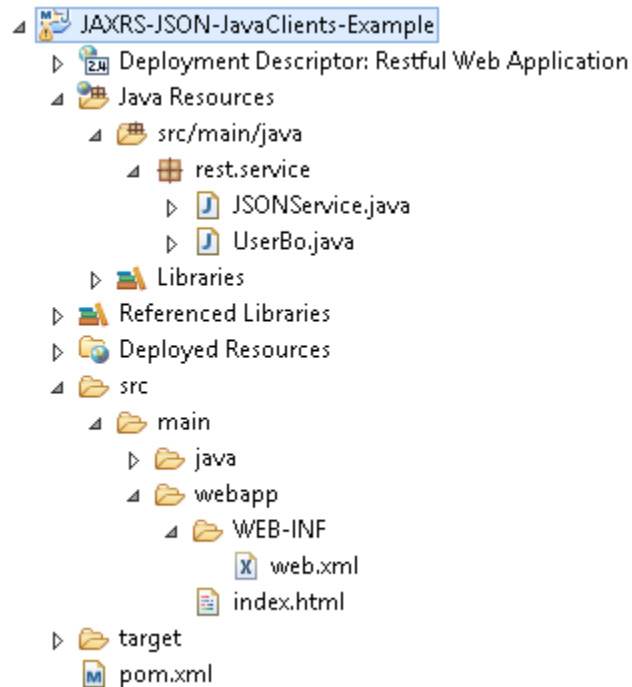 JAXRS-JSON-JavaClients-Example
Deployment Descriptor: Restful Web Application
Java Resources
src/main/java
rest.service
JSONService.java
UserBo.java
Libraries
Referenced Libraries
Deployed Resources
src
main
java
webapp
WEB-INF
web.xml
index.html
target
pom.xml